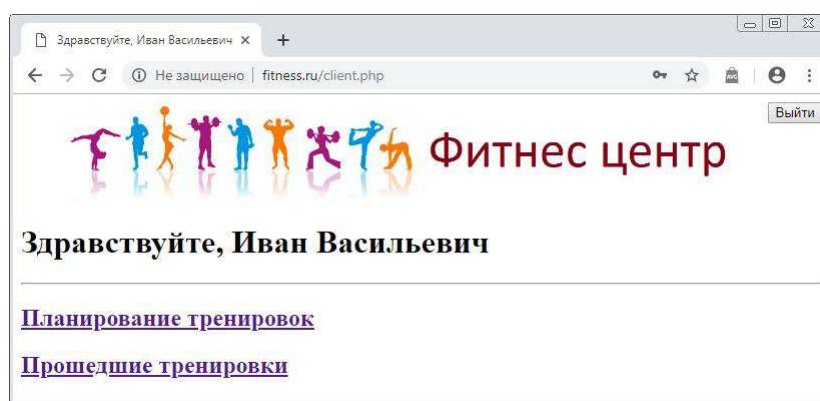 Здравствуйте, Иван Васильевич
Не защищено | fitness.ru/client.php
Выйти
Фитнес центр
Здравствуйте, Иван Васильевич
Планирование тренировок
Прошедшие тренировки